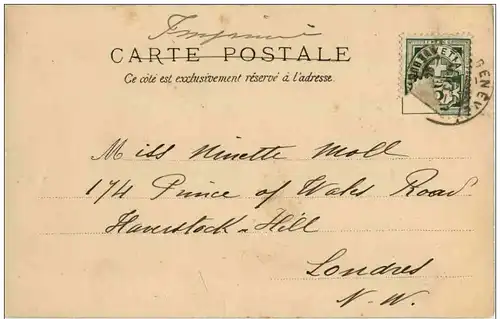 Imprimé
CARTE POSTALE
Ce côté est exclusivement réservé à l'adresse.
GENÈVE
Miss Ninette Moll
174 Prince of Wales Road
Haverstock-Hill
Londres
N.W.